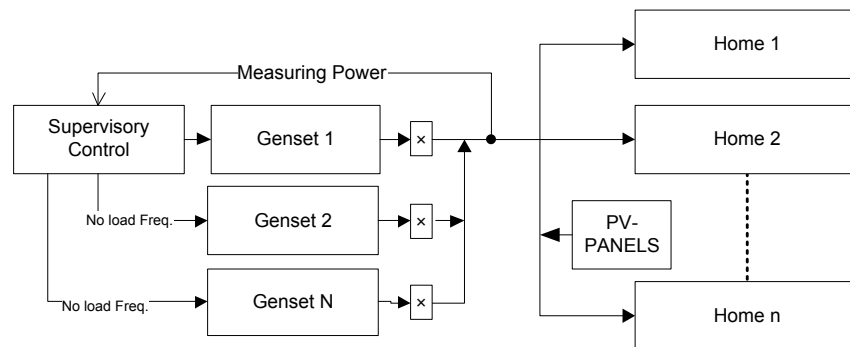 Home 1
Measuring Power
Supervisory
Control
Genset 1
×
Home 2
No load Freq.
Genset 2
×
PV-
PANELS
No load Freq.
Genset N
×
Home n